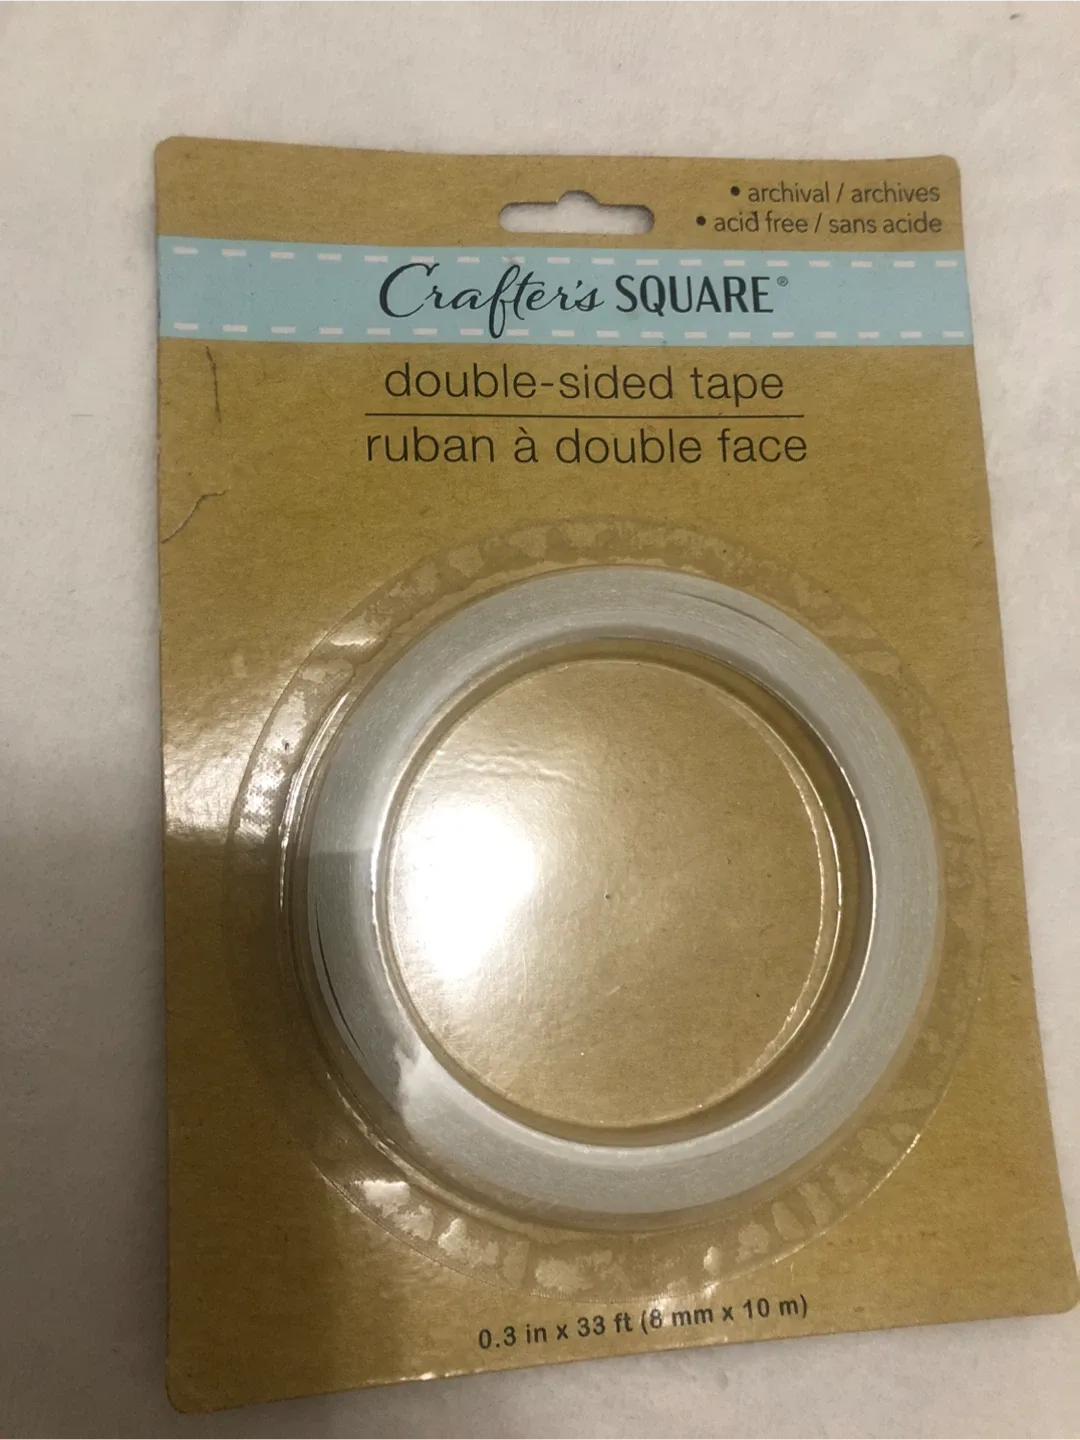 • archival / archives
• acid free / sans acide
Crafter's SQUARE®
double-sided tape
ruban à double face
0.3 in x 33 ft (8 mm x 10 m)